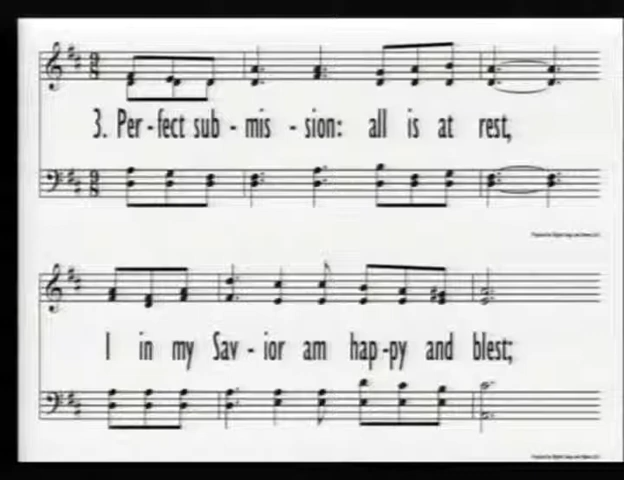 3. Per - fect sub - mis - sion: all is at rest,
I in my Sav - ior am hap - py and blest;